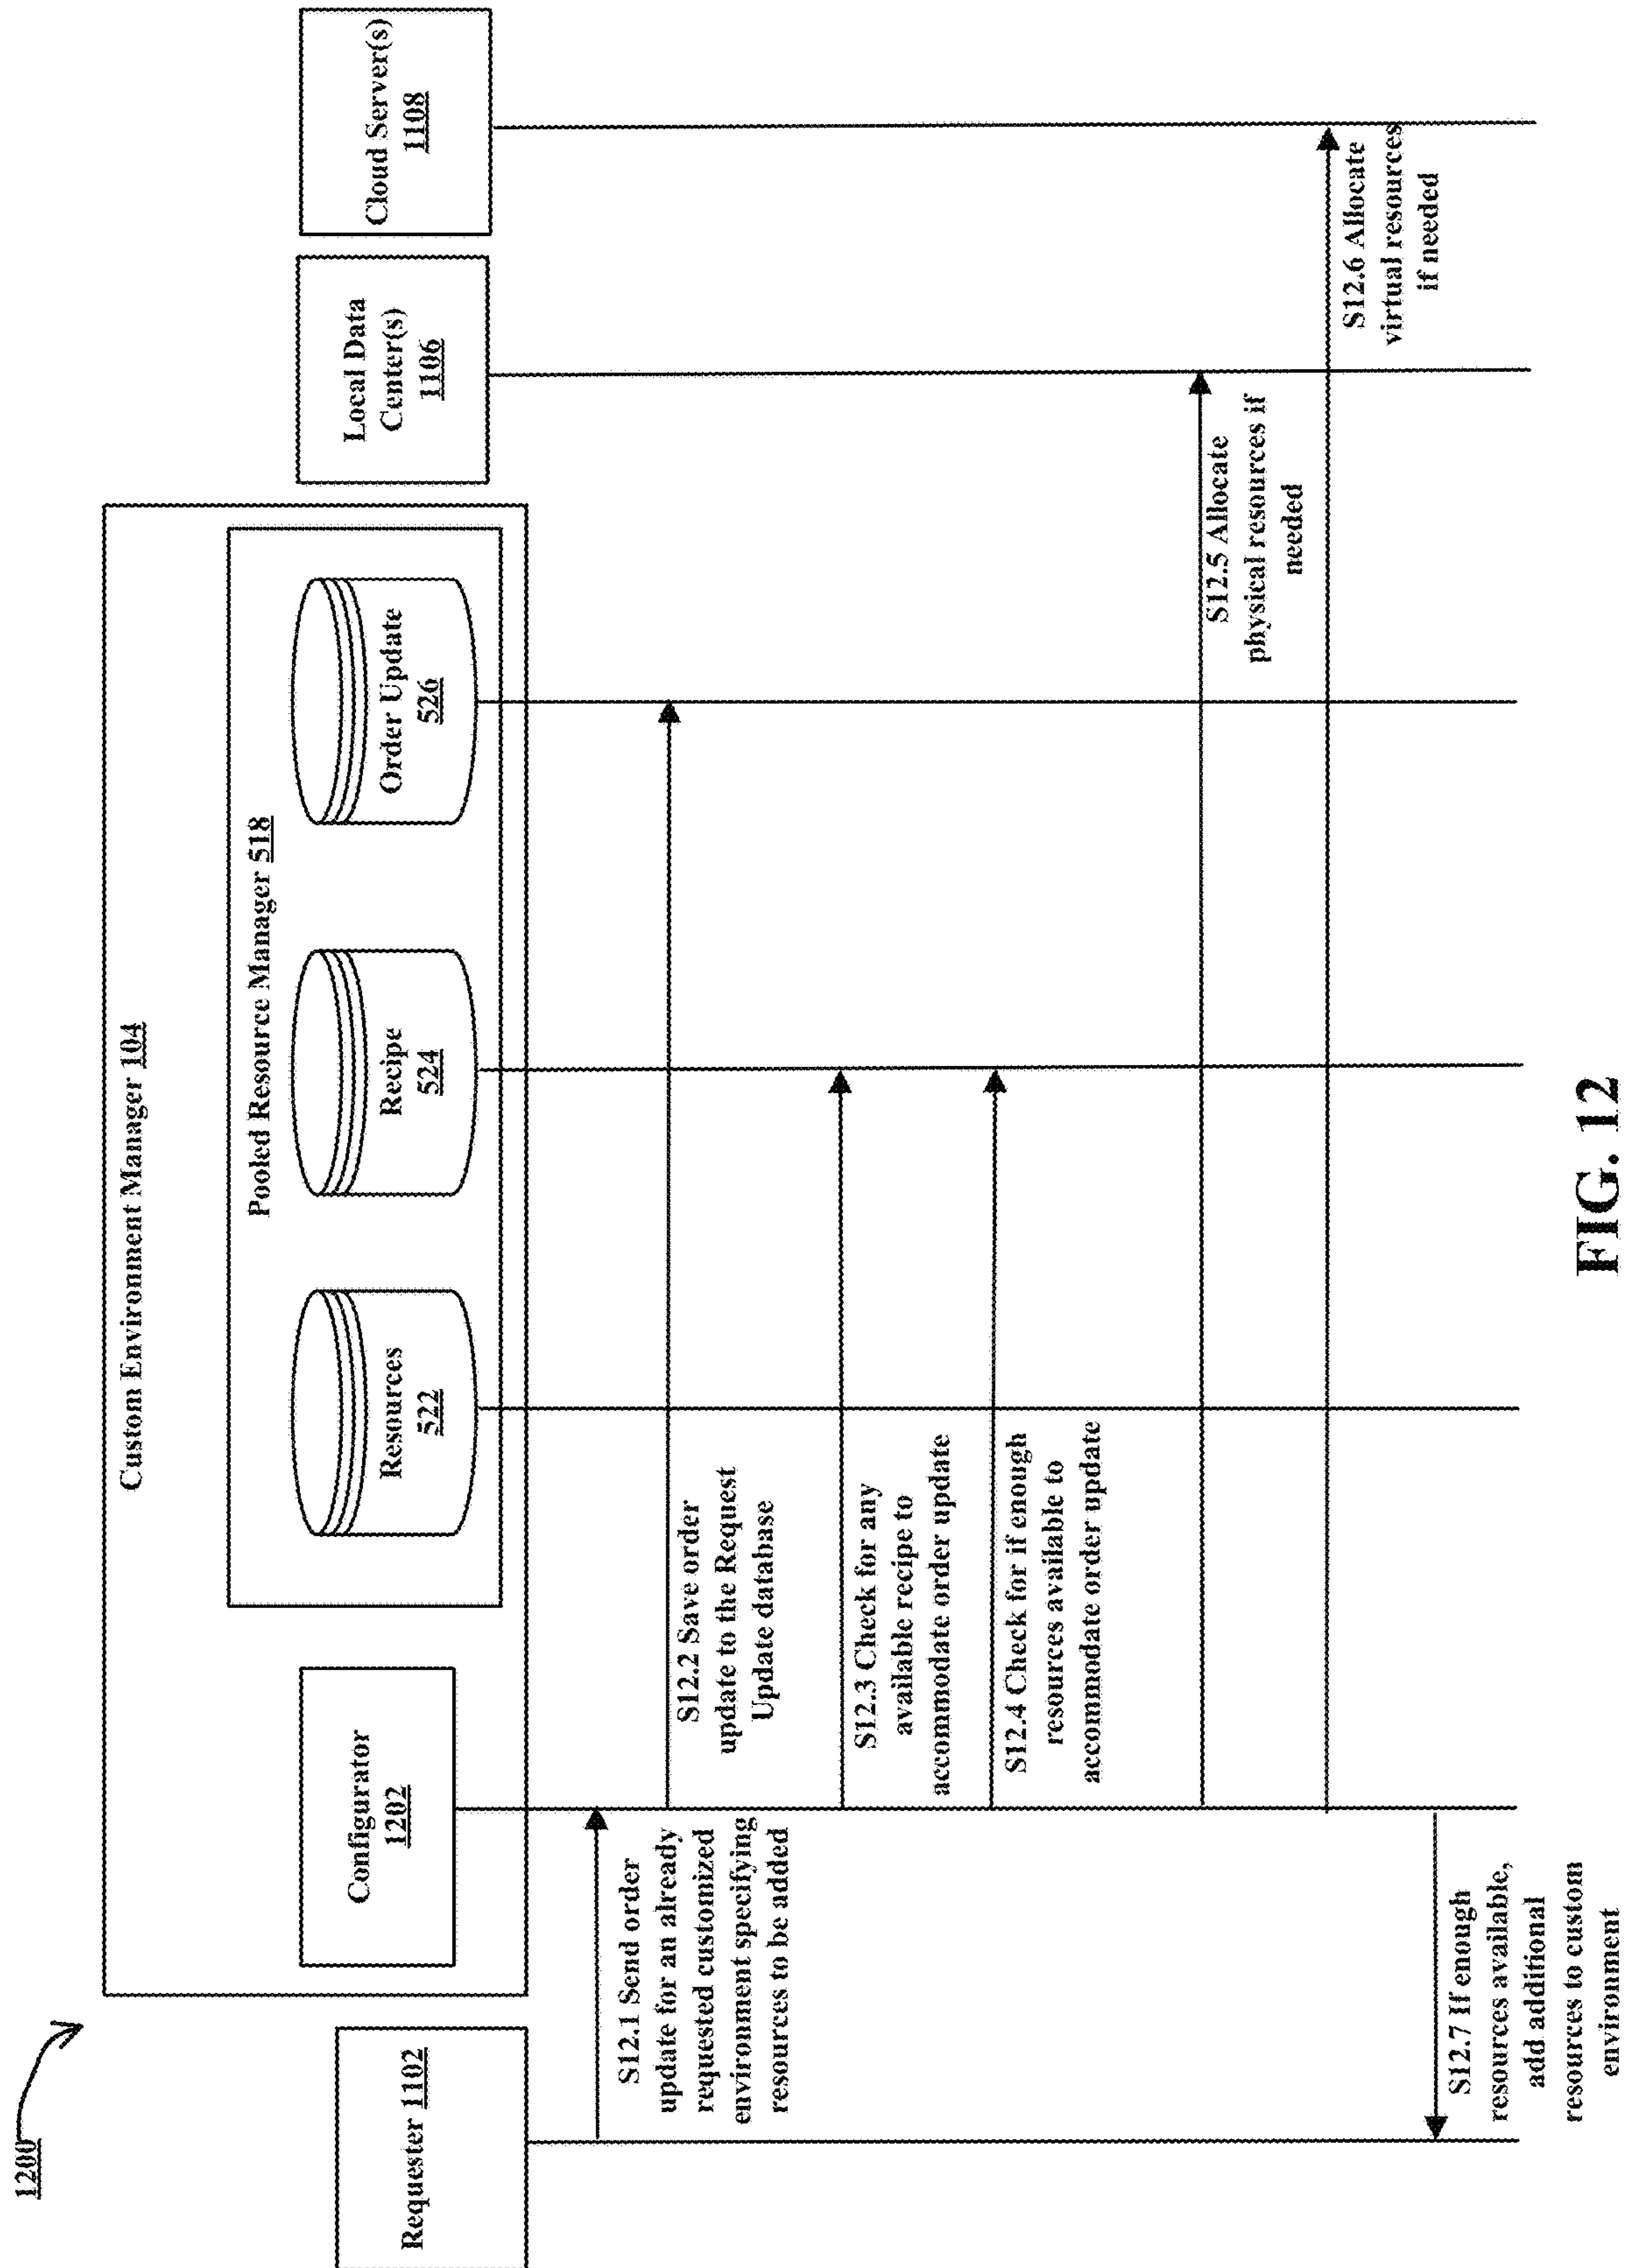 1200
Custom Environment Manager 104
Pooled Resource Manager 518
Requester 1102
Configurator
1202
Resources
522
Recipe
524
Order Update
526
Local Data
Center(s)
1106
Cloud Server(s)
1108
S12.1 Send order
update for an already
requested customized
environment specifying
resources to be added
S12.2 Save order
update to the Request
Update database
S12.3 Check for any
available recipe to
accommodate order update
S12.4 Check for if enough
resources available to
accommodate order update
S12.5 Allocate
physical resources if
needed
S12.6 Allocate
virtual resources
if needed
S12.7 If enough
resources available,
add additional
resources to custom
environment
FIG. 12